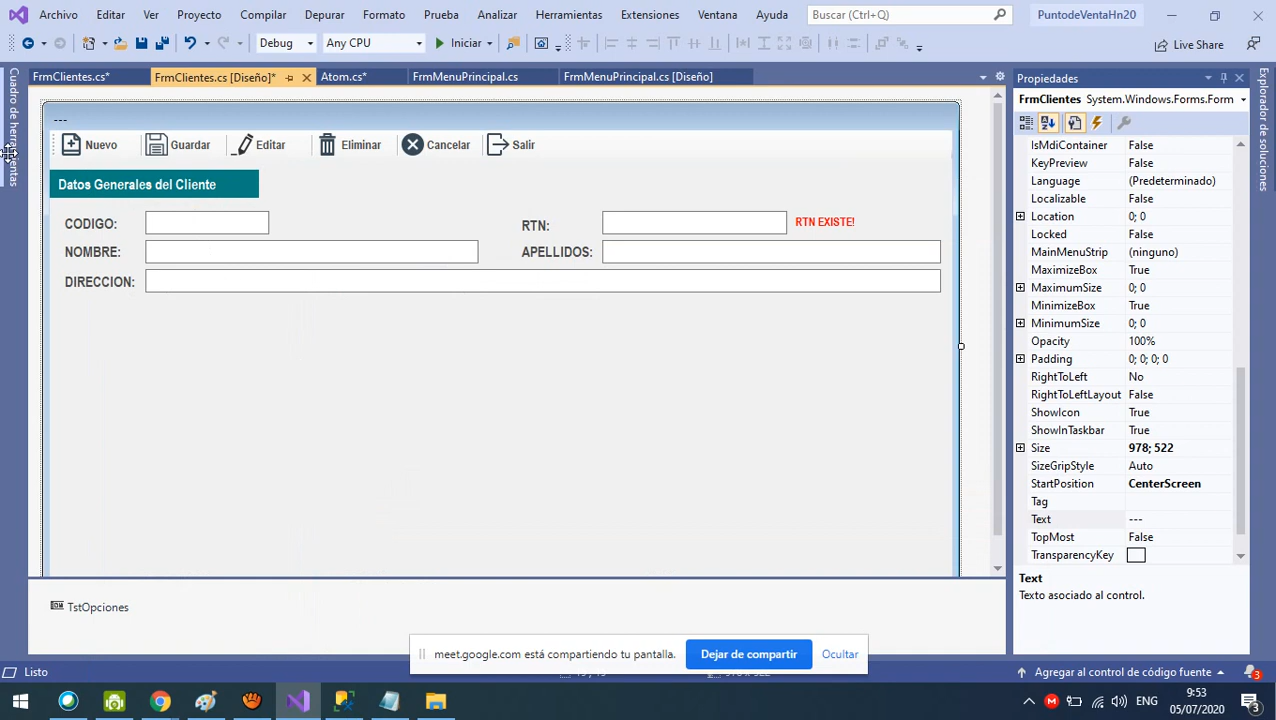 Archivo Editar Ver Proyecto Compilar Depurar Formato Prueba Analizar Herramientas Extensiones Ventana Ayuda Buscar (Ctrl+Q) PuntodeVentaHn20
Debug Any CPU Iniciar Live Share
FrmClientes.cs* FrmClientes.cs [Diseño]* Atom.cs* FrmMenuPrincipal.cs FrmMenuPrincipal.cs [Diseño]
Cuadro de herramientas
---
Nuevo Guardar Editar Eliminar Cancelar Salir
Datos Generales del Cliente
CODIGO: RTN: RTN EXISTE!
NOMBRE: APELLIDOS:
DIRECCION:
TstOpciones
Propiedades
FrmClientes System.Windows.Forms.Form
IsMdiContainer False
KeyPreview False
Language (Predeterminado)
Localizable False
Location 0; 0
Locked False
MainMenuStrip (ninguno)
MaximizeBox True
MaximumSize 0; 0
MinimizeBox True
MinimumSize 0; 0
Opacity 100%
Padding 0; 0; 0; 0
RightToLeft No
RightToLeftLayout False
ShowIcon True
ShowInTaskbar True
Size 978; 522
SizeGripStyle Auto
StartPosition CenterScreen
Tag
Text ---
TopMost False
TransparencyKey
Text
Texto asociado al control.
Explorador de soluciones
meet.google.com está compartiendo tu pantalla. Dejar de compartir Ocultar
Listo Agregar al control de código fuente 3
ENG 9:53
05/07/2020 3